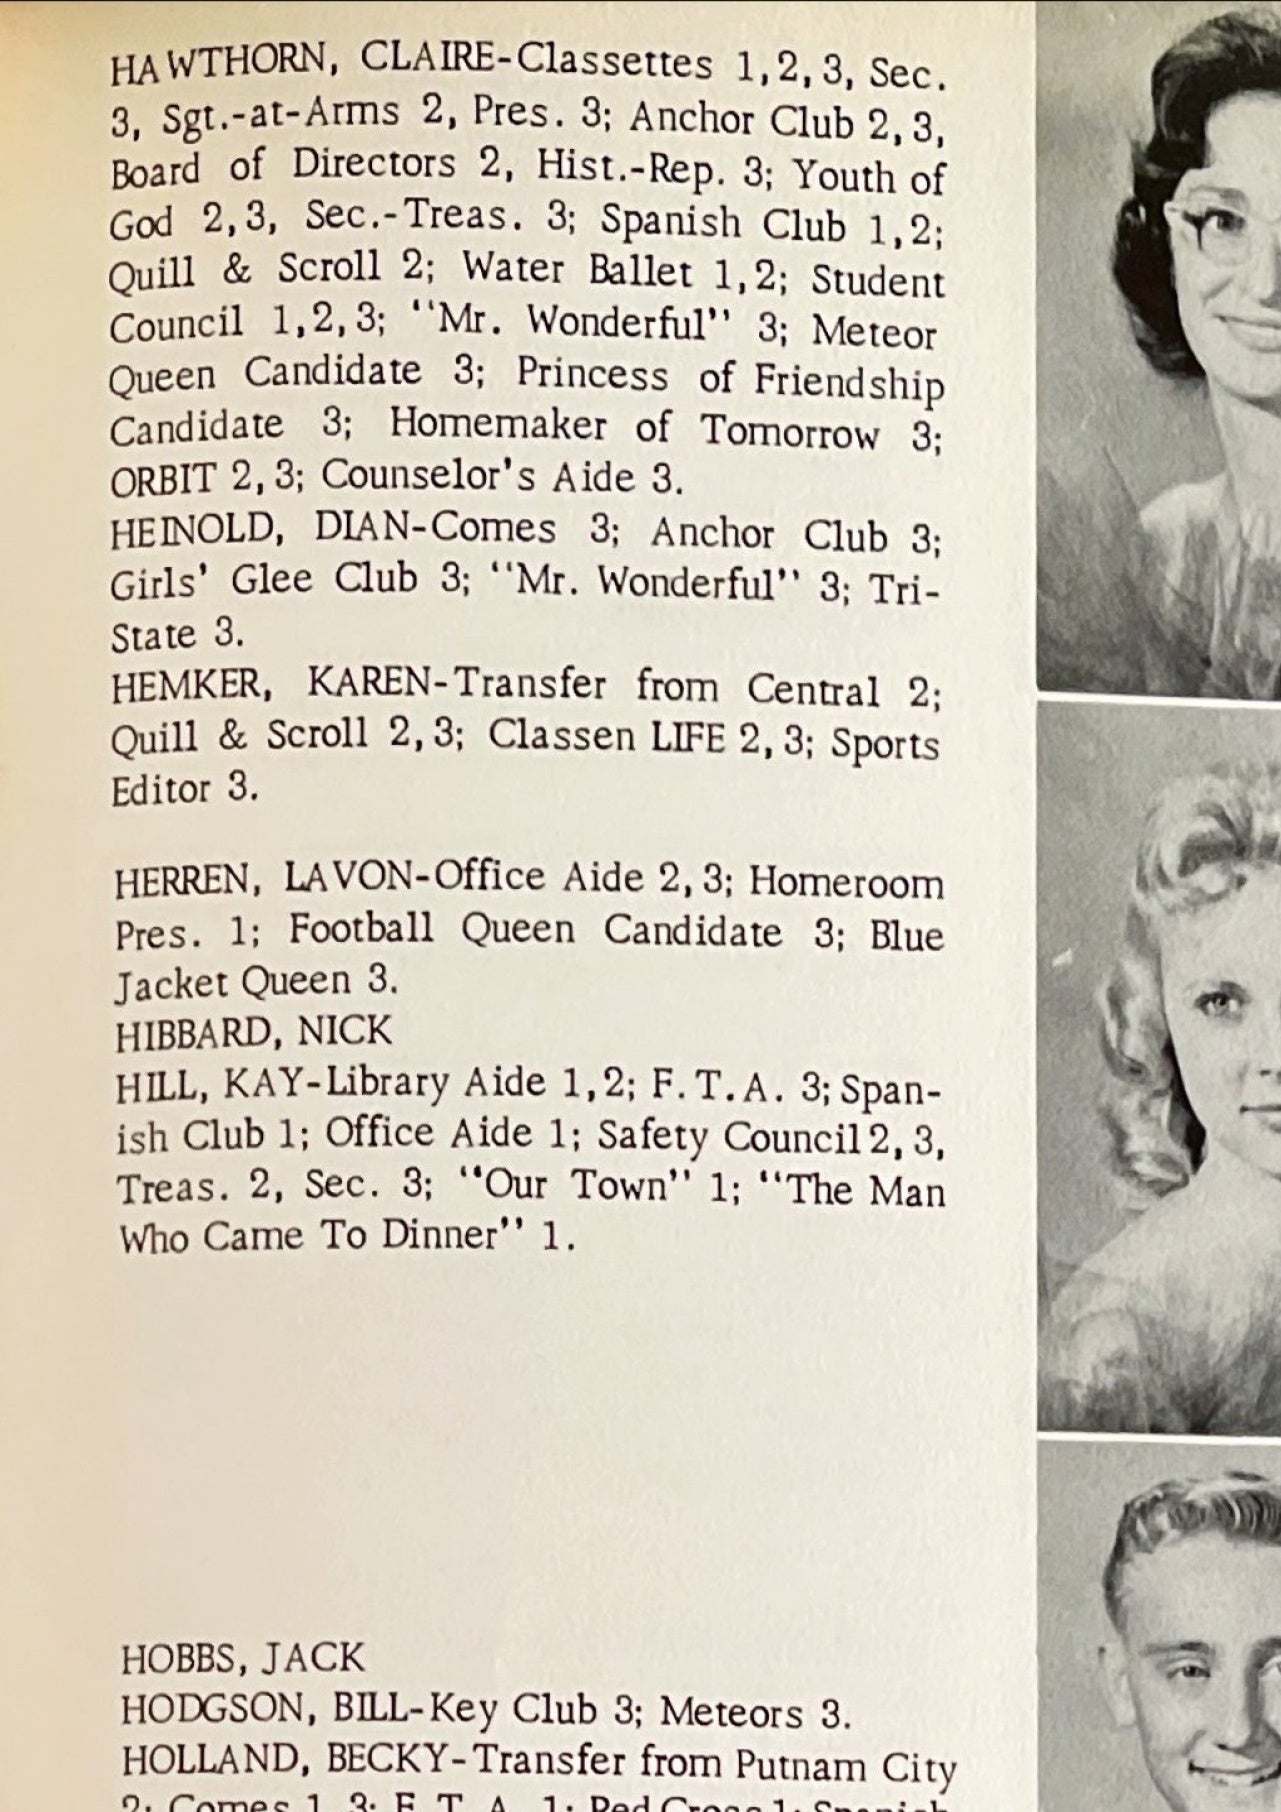 HAWTHORN, CLAIRE-Classettes 1,2,3, Sec.
3, Sgt.-at-Arms 2, Pres. 3; Anchor Club 2,3,
Board of Directors 2, Hist.-Rep. 3; Youth of
God 2,3, Sec.-Treas. 3; Spanish Club 1,2;
Quill & Scroll 2; Water Ballet 1,2; Student
Council 1,2,3; "Mr. Wonderful" 3; Meteor
Queen Candidate 3; Princess of Friendship
Candidate 3; Homemaker of Tomorrow 3;
ORBIT 2,3; Counselor's Aide 3.
HEINOLD, DIAN-Comes 3; Anchor Club 3;
Girls' Glee Club 3; "Mr. Wonderful" 3; Tri-
State 3.
HEMKER, KAREN-Transfer from Central 2;
Quill & Scroll 2,3; Classen LIFE 2,3; Sports
Editor 3.
HERREN, LAVON-Office Aide 2,3; Homeroom
Pres. 1; Football Queen Candidate 3; Blue
Jacket Queen 3.
HIBBARD, NICK
HILL, KAY-Library Aide 1,2; F.T.A. 3; Span-
ish Club 1; Office Aide 1; Safety Council 2,3,
Treas. 2, Sec. 3; "Our Town" 1; "The Man
Who Came To Dinner" 1.
HOBBS, JACK
HODGSON, BILL-Key Club 3; Meteors 3.
HOLLAND, BECKY-Transfer from Putnam City
2; Comes 1,3; F.T.A. 1; Red Cross 1; Spanish